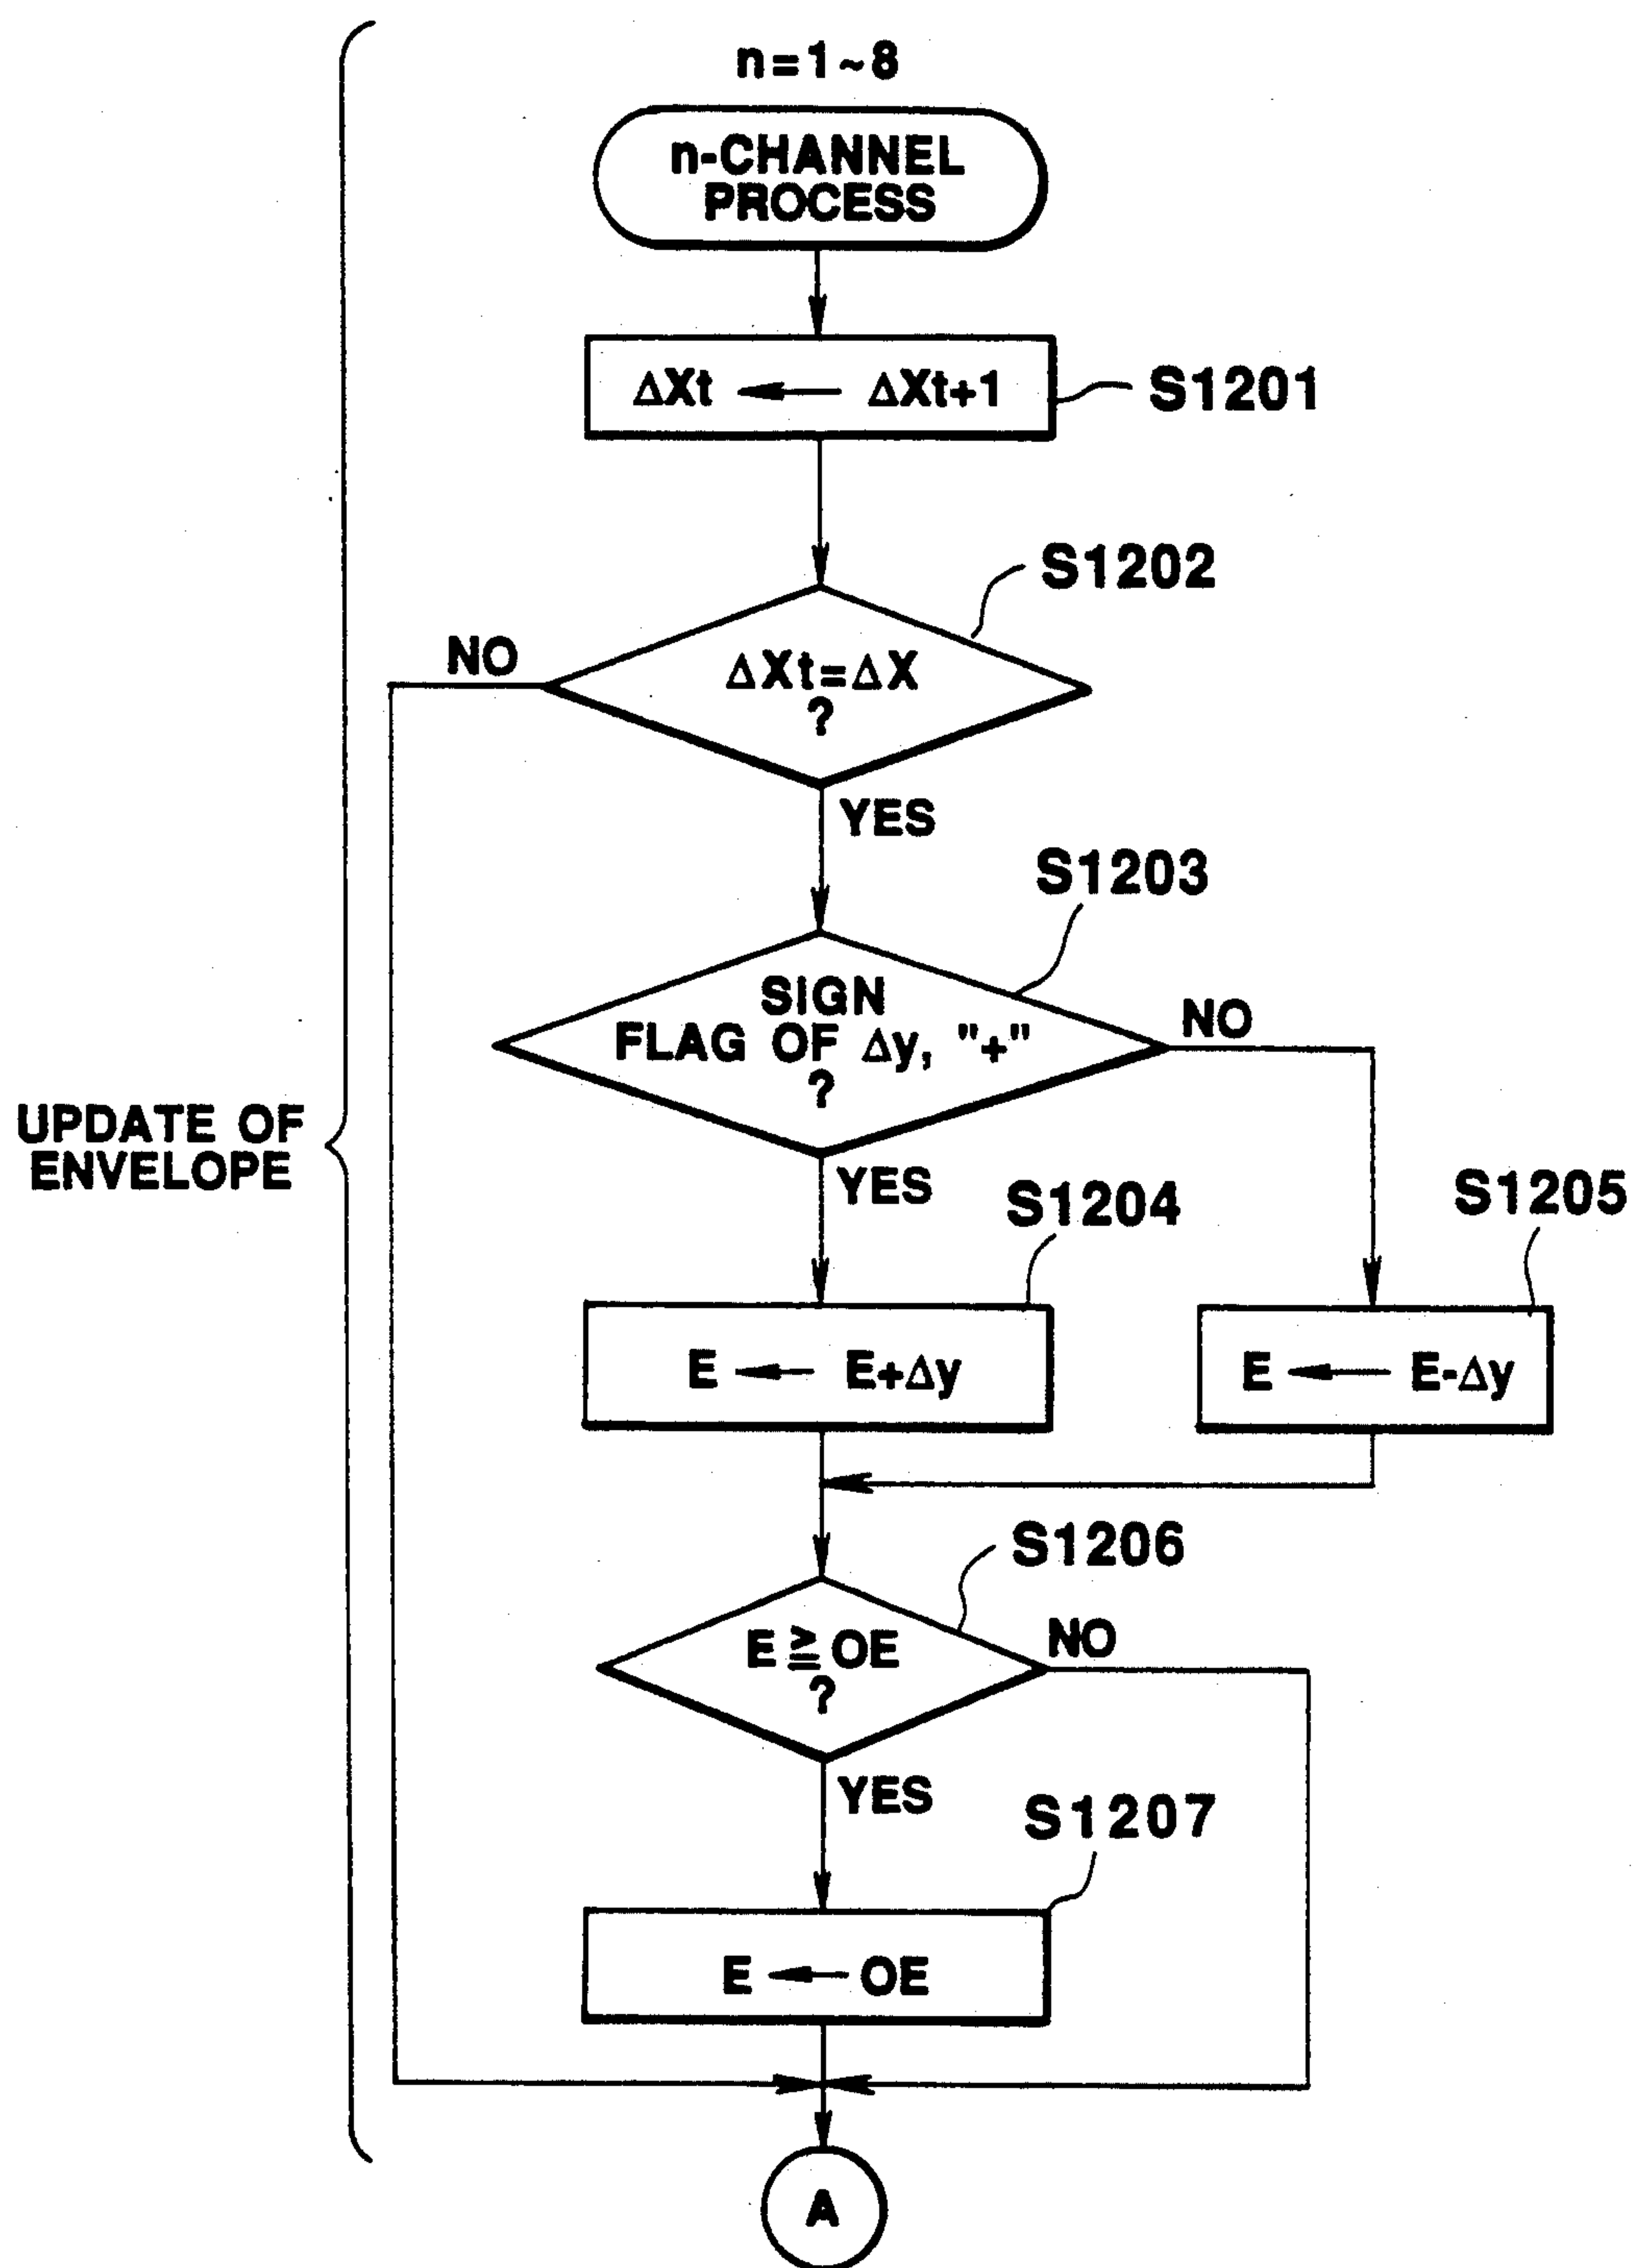 n=1~8
n-CHANNEL
PROCESS
ΔXt ← ΔXt+1
S1201
S1202
NO
ΔXt=ΔX
?
YES
S1203
SIGN
FLAG OF Δy, "+"
?
NO
UPDATE OF
ENVELOPE
YES
S1204
S1205
E ← E+Δy
E ← E-Δy
S1206
E ≧ OE
?
NO
YES
S1207
E ← OE
A